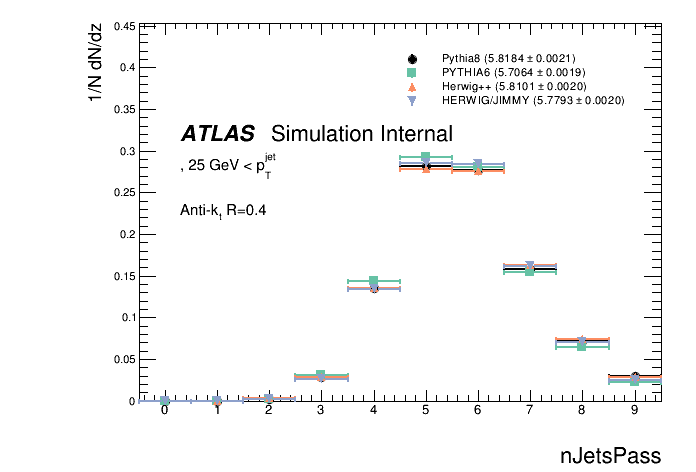 1/N dN/dz
0.45
0.4
0.35
0.3
0.25
0.2
0.15
0.1
0.05
0
Pythia8 (5.8184 ± 0.0021)
PYTHIA6 (5.7064 ± 0.0019)
Herwig++ (5.8101 ± 0.0020)
HERWIG/JIMMY (5.7793 ± 0.0020)
ATLAS Simulation Internal
, 25 GeV < p_T^jet
Anti-k_t R=0.4
0 1 2 3 4 5 6 7 8 9
nJetsPass